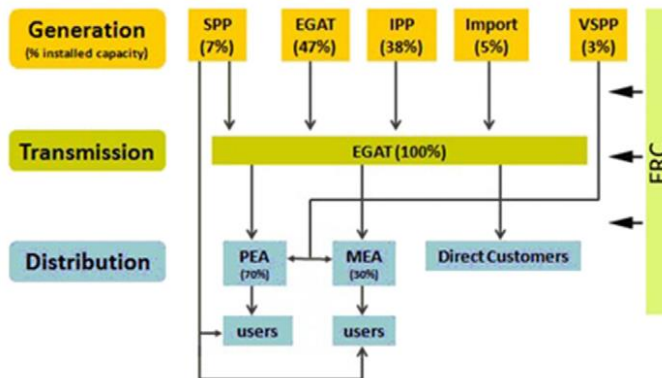 Generation
(% installed capacity)
SPP
(7%)
EGAT
(47%)
IPP
(38%)
Import
(5%)
VSPP
(3%)
ERC
Transmission
EGAT (100%)
Distribution
PEA
(70%)
MEA
(30%)
Direct Customers
users
users